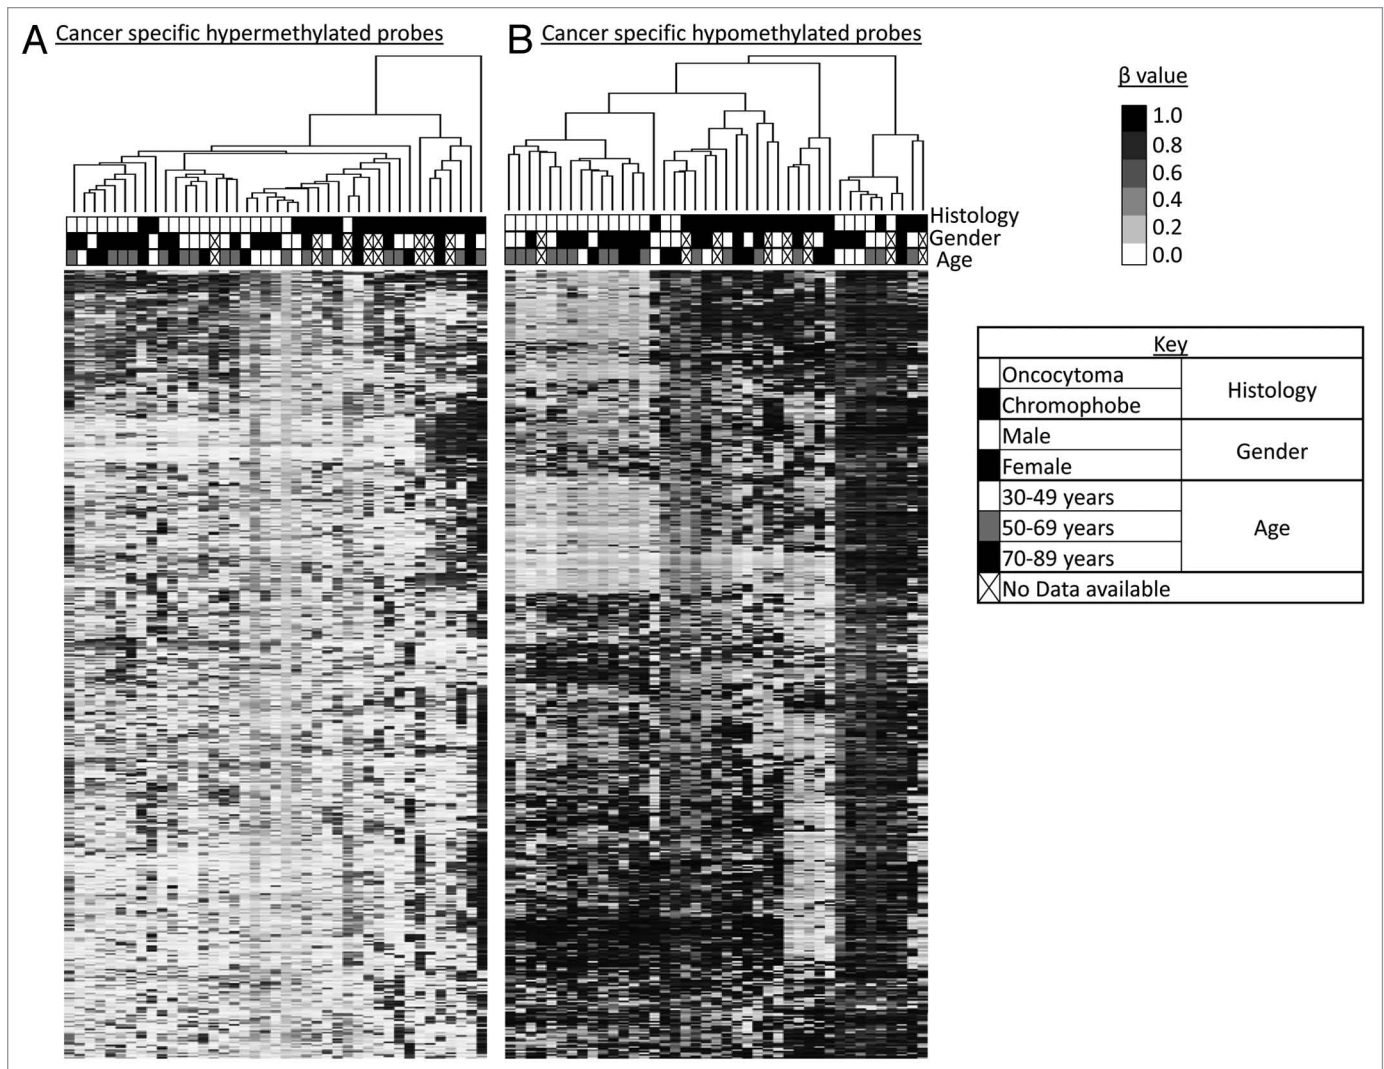 A Cancer specific hypermethylated probes
B Cancer specific hypomethylated probes
β value
1.0
0.8
0.6
0.4
0.2
0.0
Histology
Gender
Age
Key
Oncocytoma
Chromophobe
Histology
Male
Female
Gender
30-49 years
50-69 years
70-89 years
Age
No Data available